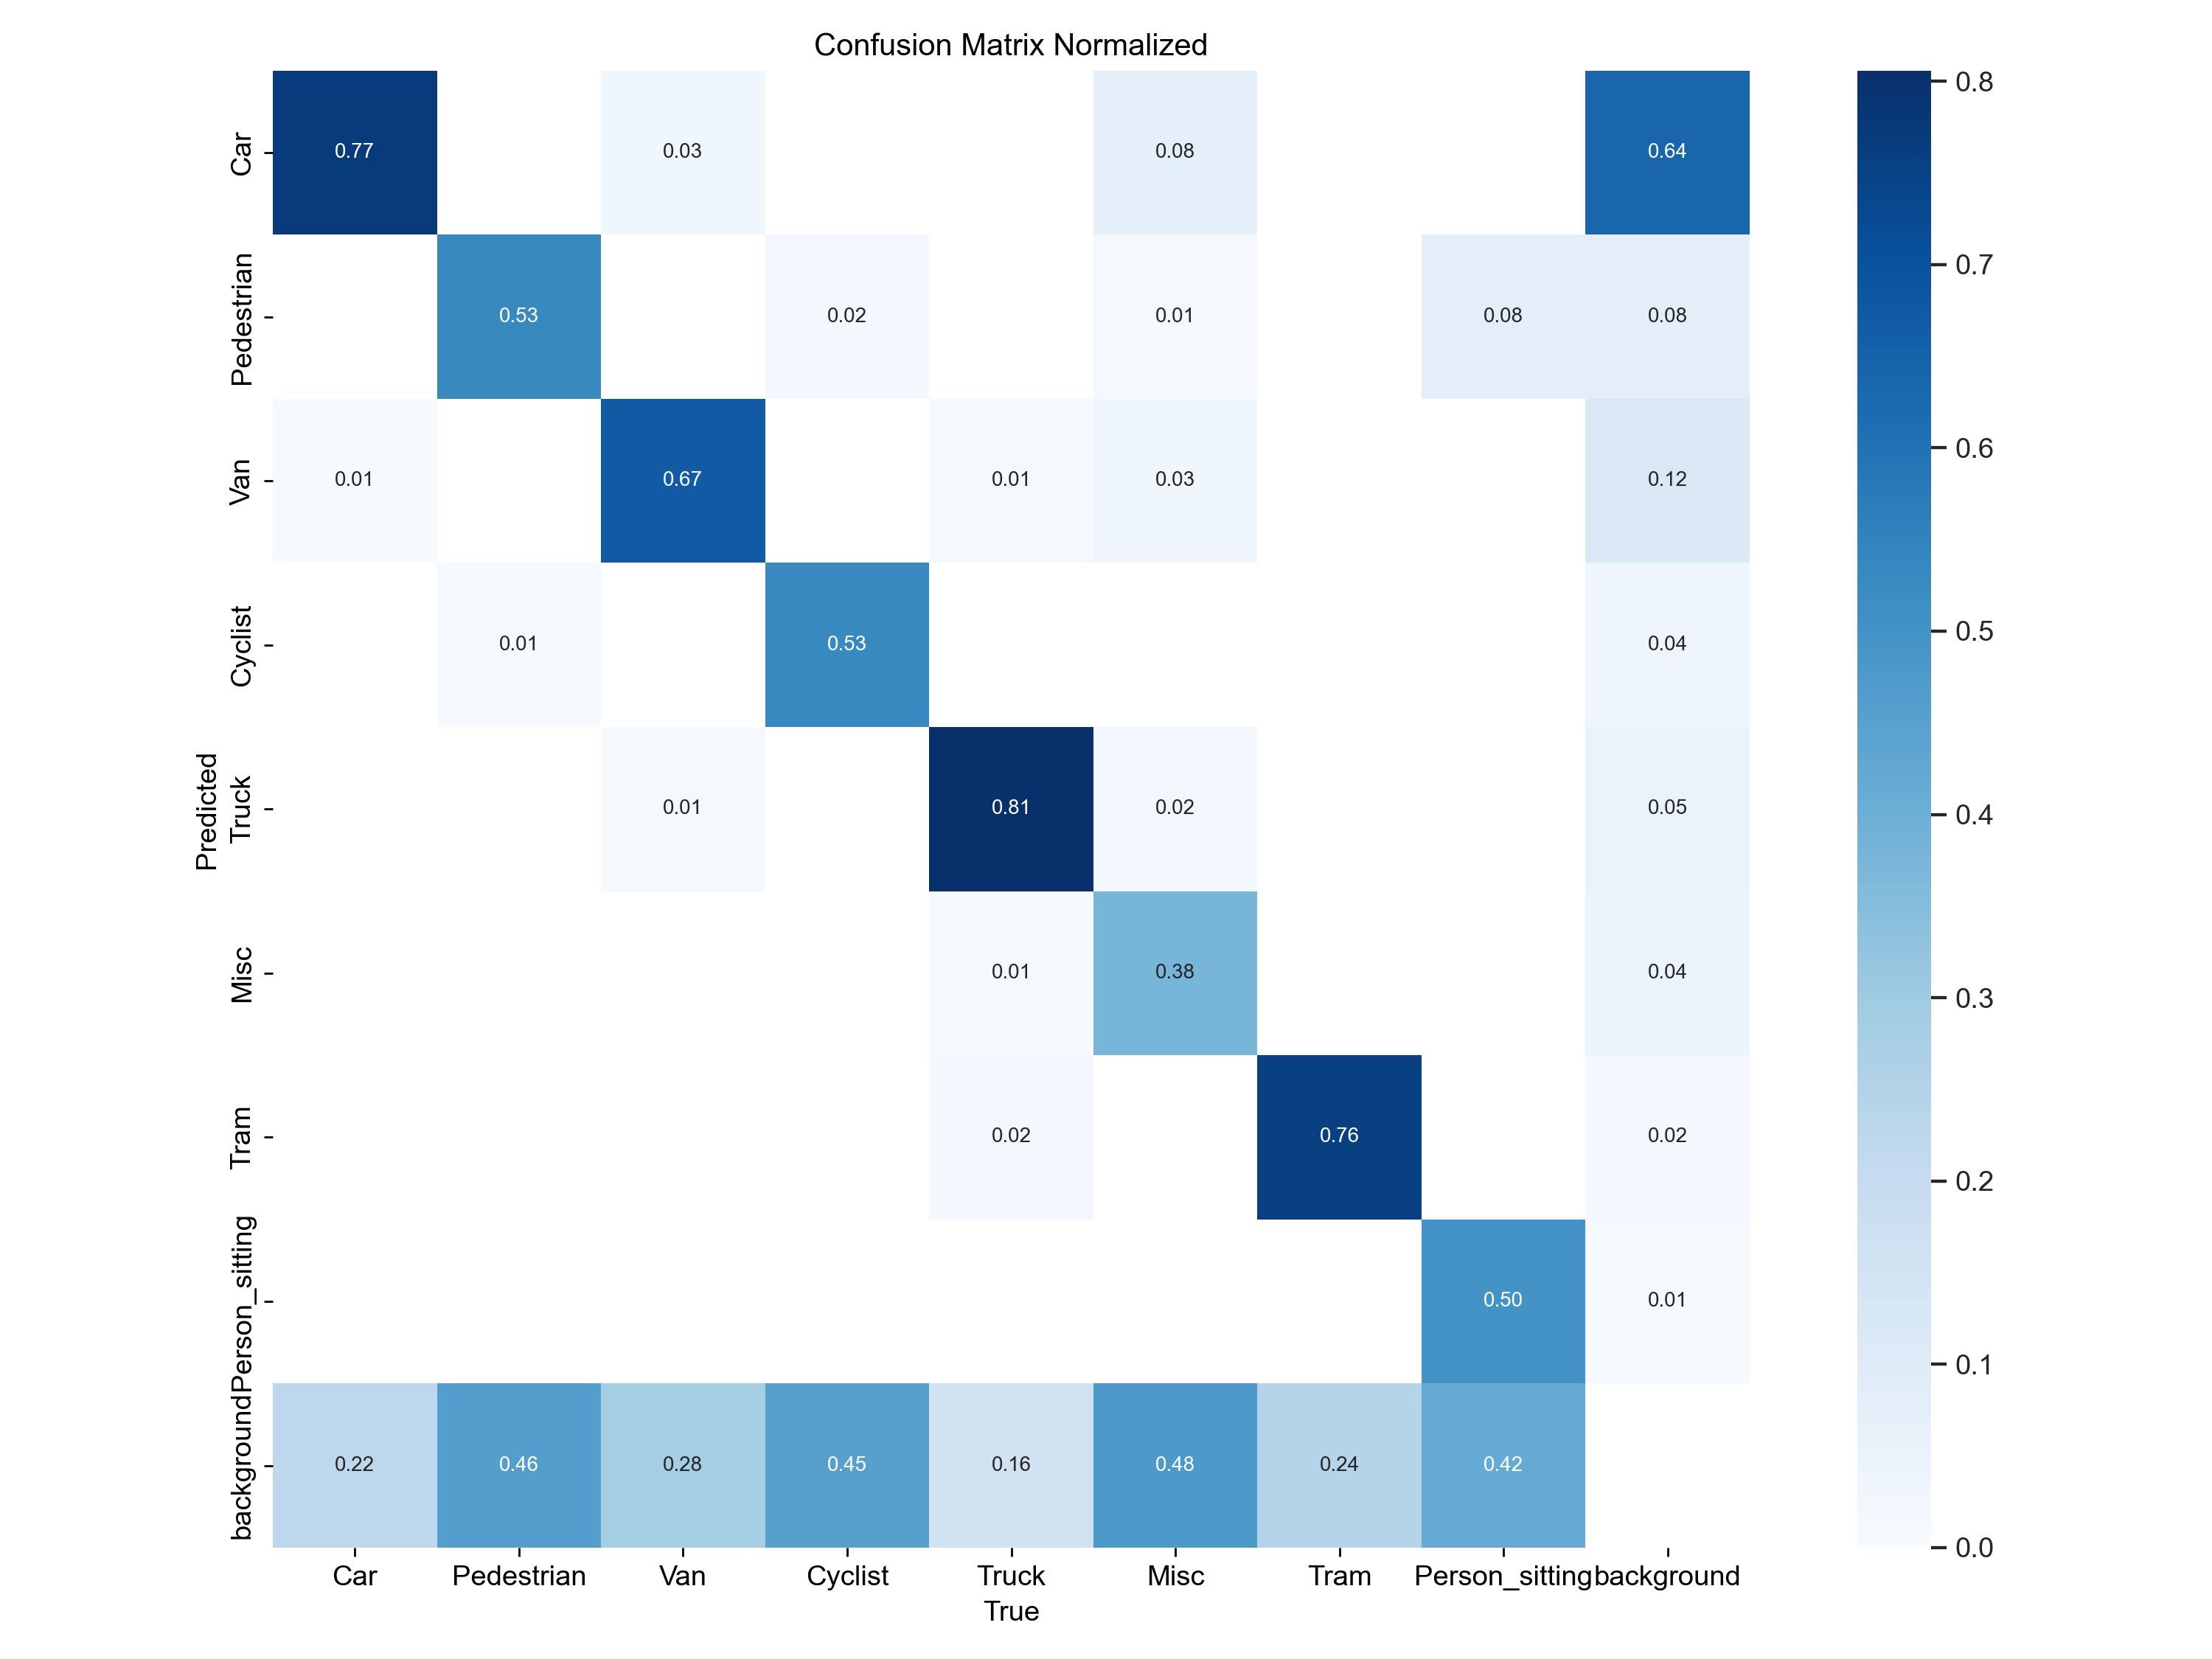 Confusion Matrix Normalized
Car 0.77 0.03 0.08 0.64
Pedestrian 0.53 0.02 0.01 0.08 0.08
Van 0.01 0.67 0.01 0.03 0.12
Cyclist 0.01 0.53 0.04
Truck 0.01 0.81 0.02 0.05
Misc 0.01 0.38 0.04
Tram 0.02 0.76 0.02
Person_sitting 0.50 0.01
background 0.22 0.46 0.28 0.45 0.16 0.48 0.24 0.42
Predicted
Car Pedestrian Van Cyclist Truck Misc Tram Person_sitting background
True
0.8
0.7
0.6
0.5
0.4
0.3
0.2
0.1
0.0